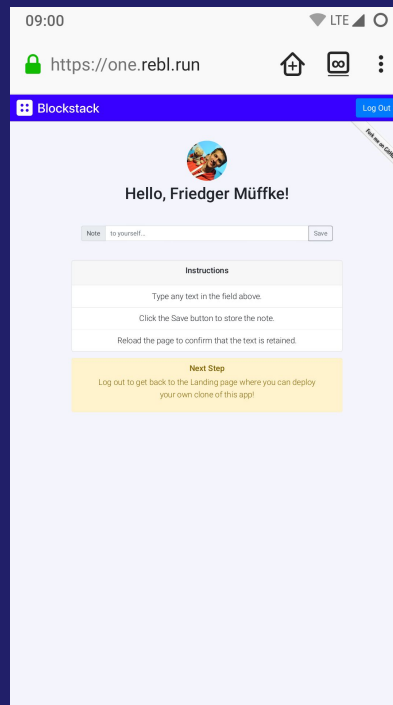 09:00
LTE
https://one.rebl.run
∞
Blockstack
Log Out
Fork me on
Hello, Friedger Müffke!
Note
to yourself...
Save
Instructions
Type any text in the field above.
Click the Save button to store the note.
Reload the page to confirm that the text is retained.
Next Step
Log out to get back to the Landing page where you can deploy
your own clone of this app!